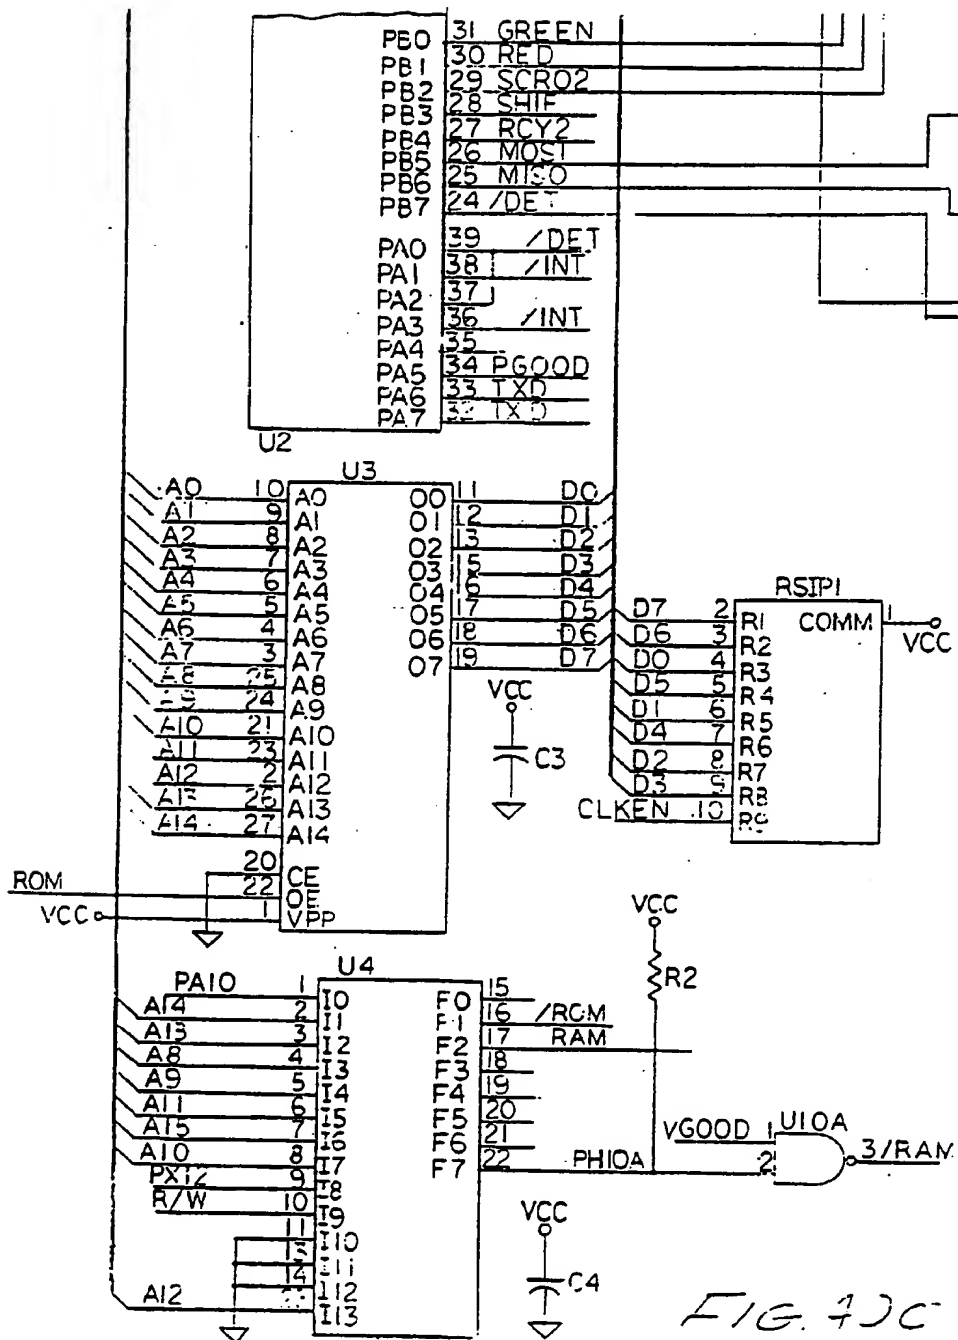 PB0 31 GREEN
PB1 30 RED
PB2 29 SCRO2
PB3 28 SHIF
PB4 27 RCY2
PB5 26 MOSI
PB6 25 MISO
PB7 24 /DET
PA0 39 /DET
PA1 38 /INT
PA2 37
PA3 36 /INT
PA4 35
PA5 34 PGOOD
PA6 33 TXD
PA7 32 TXD
U2
U3
A0 10 A0 O0 11 D0
A1 9 A1 O1 12 D1
A2 8 A2 O2 13 D2
A3 7 A3 O3 15 D3
A4 6 A4 O4 16 D4
A5 5 A5 O5 17 D5
A6 4 A6 O6 18 D6
A7 3 A7 O7 19 D7
A8 25 A8
A9 24 A9
A10 21 A10
A11 23 A11
A12 2 A12
A13 26 A13
A14 27 A14
20 CE
ROM 22 OE
VCC 1 VPP
VCC
C3
RSIP1
D7 2 R1 COMM 1 VCC
D6 3 R2
D0 4 R3
D5 5 R4
D1 6 R5
D4 7 R6
D2 8 R7
D3 9 R8
CLKEN 10 R9
U4
PA10 1 I0 F0 15
A14 2 I1 F1 16 /ROM
A13 3 I2 F2 17 RAM
A8 4 I3 F3 18
A9 5 I4 F4 19
A11 6 I5 F5 20
A15 7 I6 F6 21
A10 8 I7 F7 22 PH10A
9 I8
R/W 10 I9
11 I10
I11
I12
A12 I13
VCC
R2
VGOOD 1 U10A
2
3 /RAM
VCC
C4
FIG.